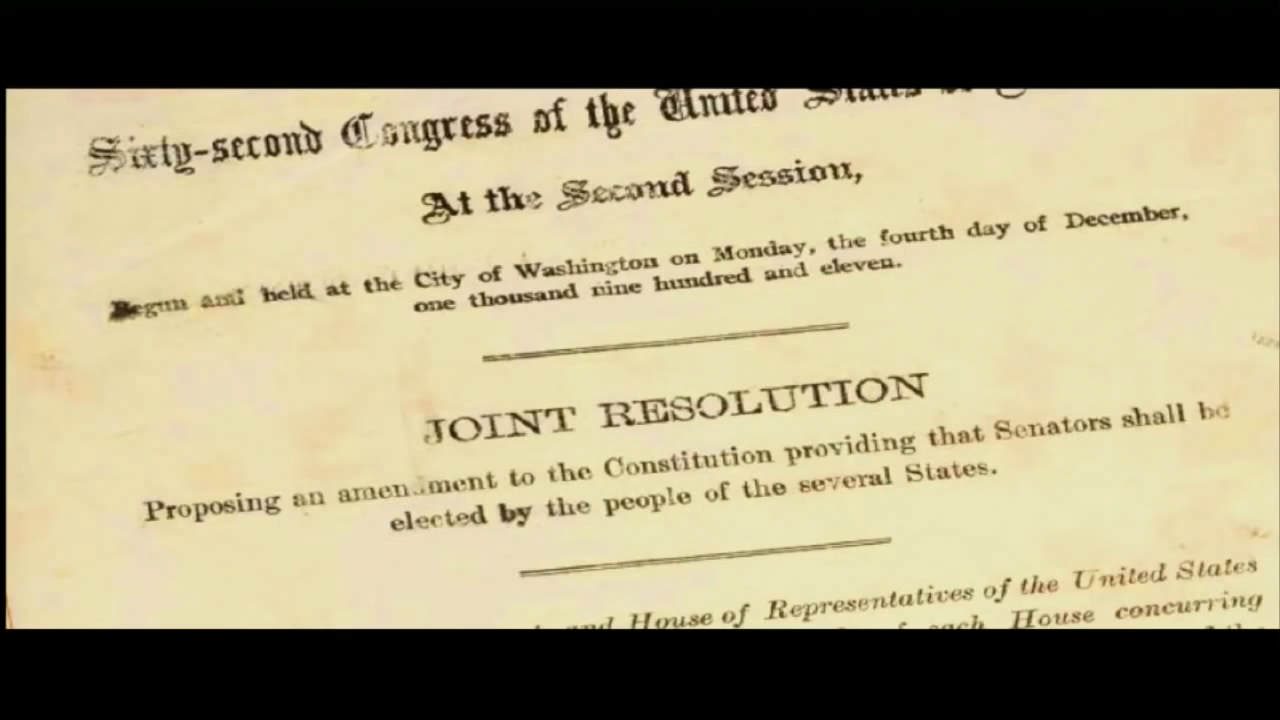 Sixty-second Congress of the United States
At the Second Session,
Begun and held at the City of Washington on Monday, the fourth day of December,
one thousand nine hundred and eleven.
JOINT RESOLUTION
Proposing an amendment to the Constitution providing that Senators shall be
elected by the people of the several States.
and House of Representatives of the United States
of each House concurring